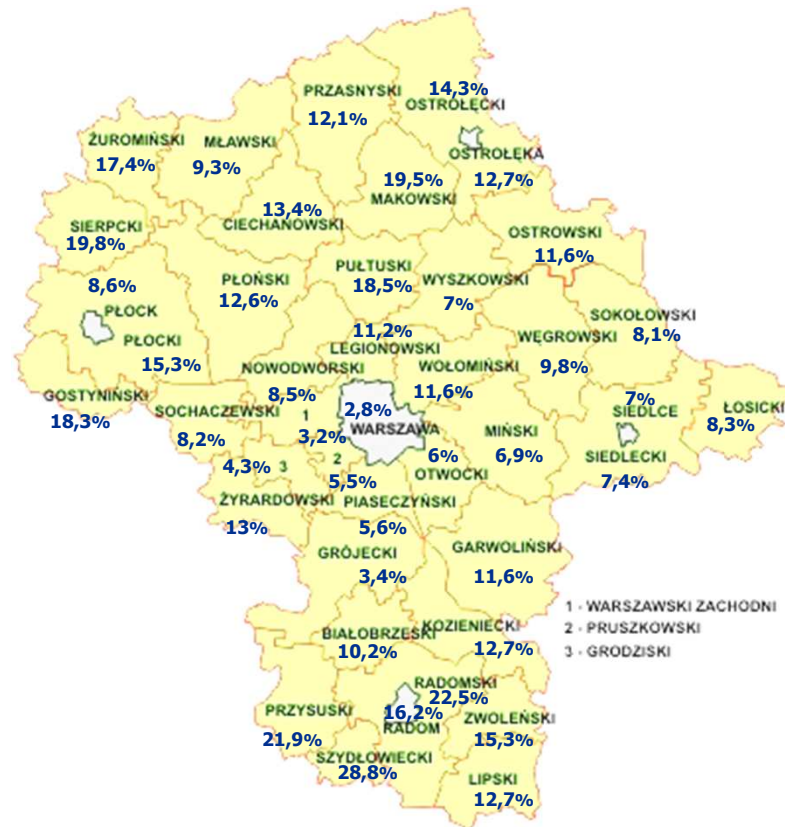 14,3%
PRZASNYSKI
OSTROŁĘCKI
12,1%
ŻUROMIŃSKI
MŁAWSKI
OSTROŁĘKA
17,4%
9,3%
12,7%
19,5%
MAKOWSKI
13,4%
CIECHANOWSKI
SIERPCKI
19,8%
OSTROWSKI
11,6%
PŁOŃSKI
12,6%
PUŁTUSKI
18,5%
WYSZKOWSKI
7%
8,6%
PŁOCK
PŁOCKI
15,3%
SOKOŁOWSKI
8,1%
WĘGROWSKI
9,8%
11,2%
LEGIONOWSKI
NOWODWORSKI
8,5%
WOŁOMIŃSKI
11,6%
GOSTYNIŃSKI
18,3%
SOCHACZEWSKI
8,2%
1
3,2%
2,8%
WARSZAWA
7%
SIEDLCE
SIEDLECKI
7,4%
ŁOSICKI
8,3%
MIŃSKI
6,9%
6%
OTWOCKI
4,3%
3
2
5,5%
PIASECZYŃSKI
5,6%
ŻYRARDOWSKI
13%
GRÓJECKI
3,4%
GARWOLIŃSKI
11,6%
1 - WARSZAWSKI ZACHODNI
2 - PRUSZKOWSKI
3 - GRODZISKI
BIAŁOBRZESKI
10,2%
KOZIENIECKI
12,7%
RADOMSKI
22,5%
16,2%
RADOM
PRZYSUSKI
21,9%
ZWOLEŃSKI
15,3%
SZYDŁOWIECKI
28,8%
LIPSKI
12,7%